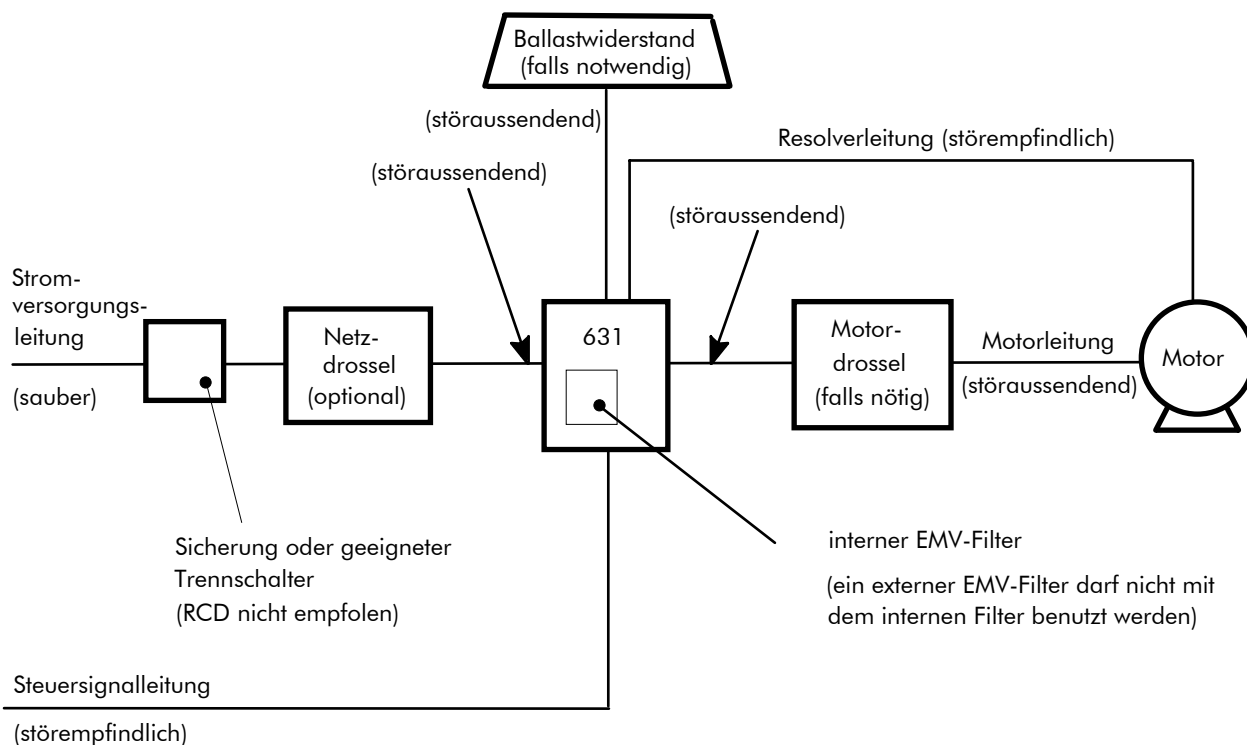 Ballastwiderstand
(falls notwendig)
(störaussendend)
Resolverleitung (störempfindlich)
(störaussendend)
(störaussendend)
Strom-
versorgungs-
leitung
(sauber)
Netz-
drossel
(optional)
631
Motor-
drossel
(falls nötig)
Motorleitung
(störaussendend)
Motor
Sicherung oder geeigneter
Trennschalter
(RCD nicht empfolen)
interner EMV-Filter
(ein externer EMV-Filter darf nicht mit
dem internen Filter benutzt werden)
Steuersignalleitung
(störempfindlich)